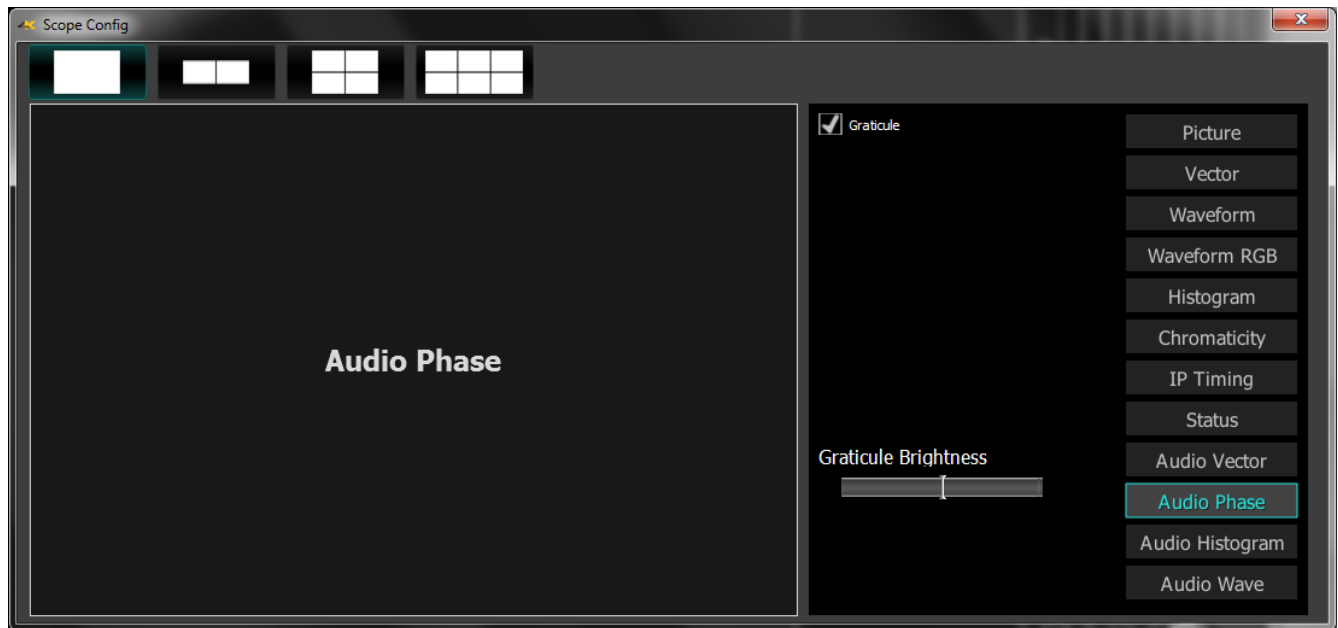 Scope Config
Graticule
Audio Phase
Graticule Brightness
Picture
Vector
Waveform
Waveform RGB
Histogram
Chromaticity
IP Timing
Status
Audio Vector
Audio Phase
Audio Histogram
Audio Wave